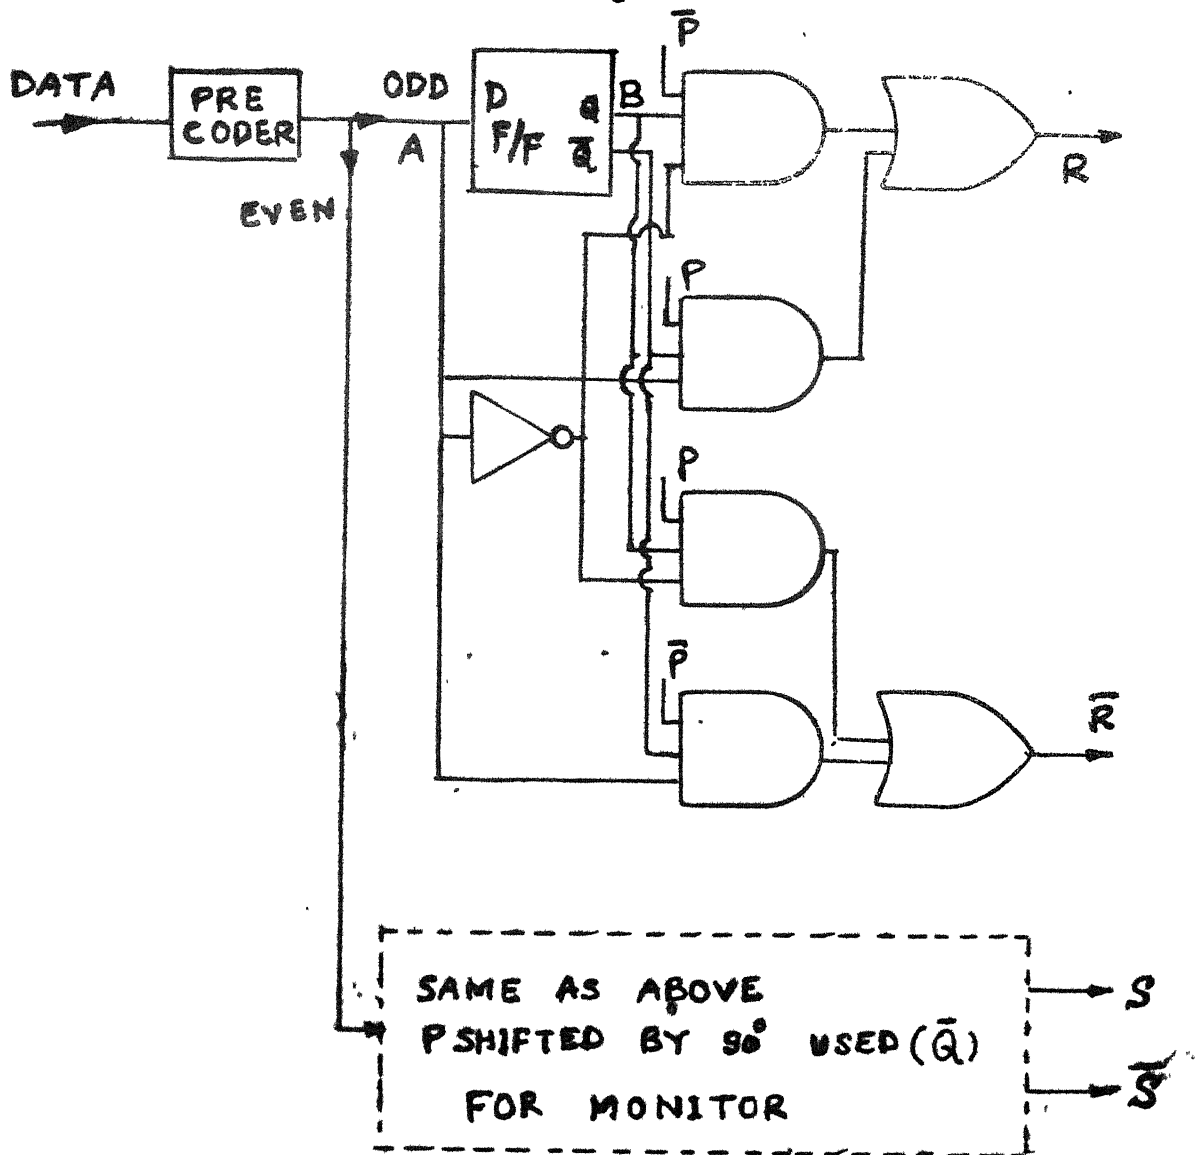 P̄
DATA
PRE
CODER
ODD
A
D
F/F
Q
Q̄
B
R
EVEN
P
P
P̄
R̄
SAME AS ABOVE
P SHIFTED BY 90° USED (Q̄)
FOR MONITOR
S
S̄